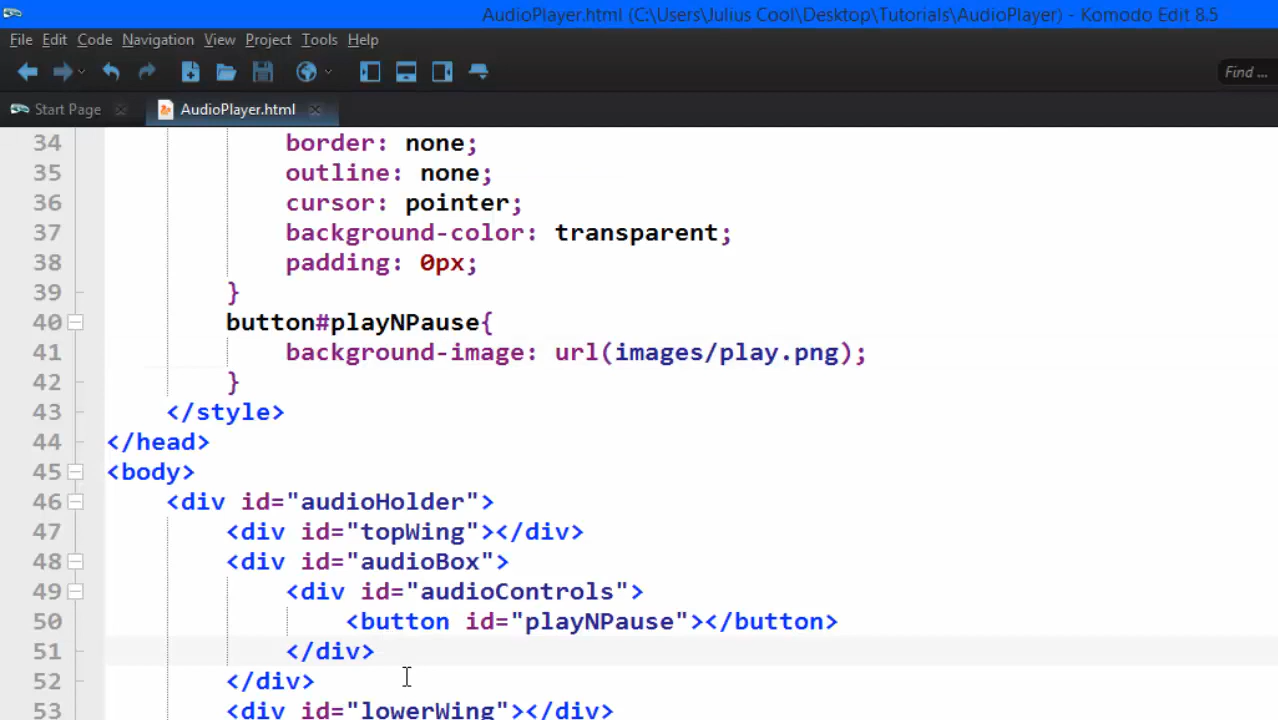 AudioPlayer.html (C:\Users\Julius Cool\Desktop\Tutorials\AudioPlayer) - Komodo Edit 8.5
File Edit Code Navigation View Project Tools Help
Find ...
Start Page AudioPlayer.html
34 border: none;
35 outline: none;
36 cursor: pointer;
37 background-color: transparent;
38 padding: 0px;
39 }
40 button#playNPause{
41 background-image: url(images/play.png);
42 }
43 </style>
44 </head>
45 <body>
46 <div id="audioHolder">
47 <div id="topWing"></div>
48 <div id="audioBox">
49 <div id="audioControls">
50 <button id="playNPause"></button>
51 </div>
52 </div>
53 <div id="lowerWing"></div>